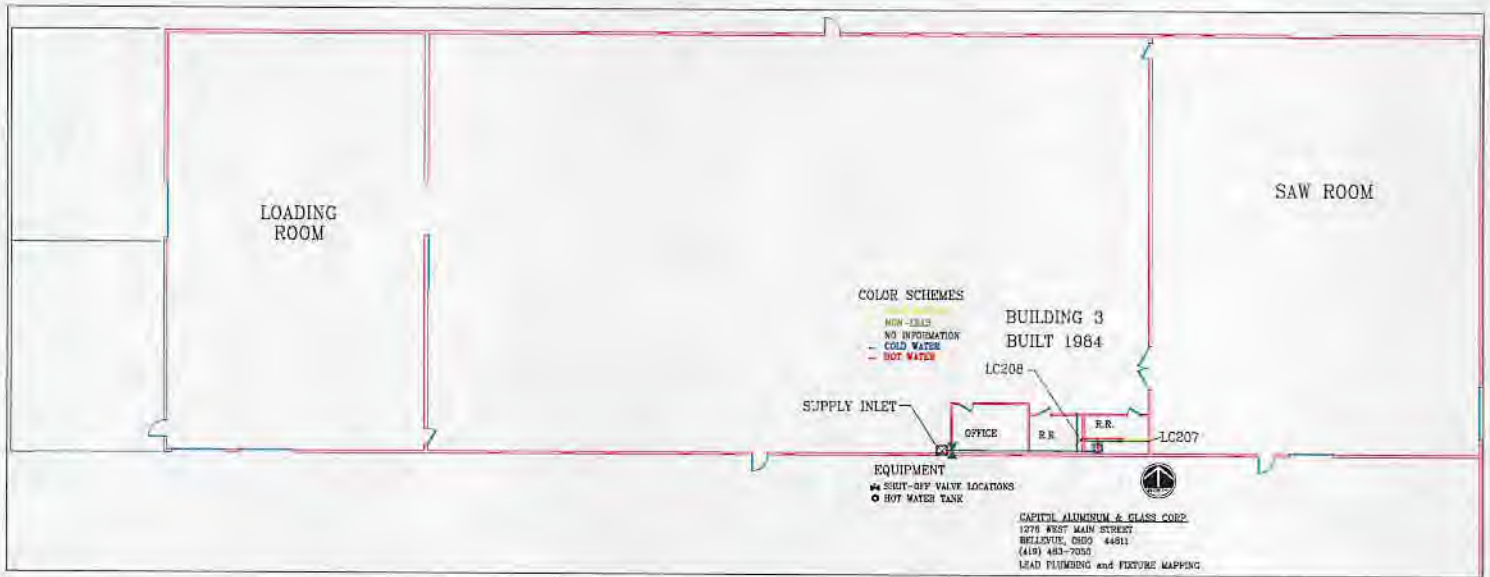 LOADING
ROOM
SAW ROOM
COLOR SCHEMES
NO INFORMATION
COLD WATER
HOT WATER
BUILDING 3
BUILT 1984
LC208
SUPPLY INLET
OFFICE
R.R.
R.R.
LC207
EQUIPMENT
SHUT-OFF VALVE LOCATIONS
HOT WATER TANK
CAPITOL ALUMINUM & GLASS CORP.
1276 WEST MAIN STREET
BELLEVUE, OHIO 44811
(419) 483-7050
LEAD PLUMBING and FIXTURE MAPPING